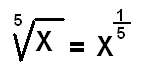 ⁵√X = X^(1/5)